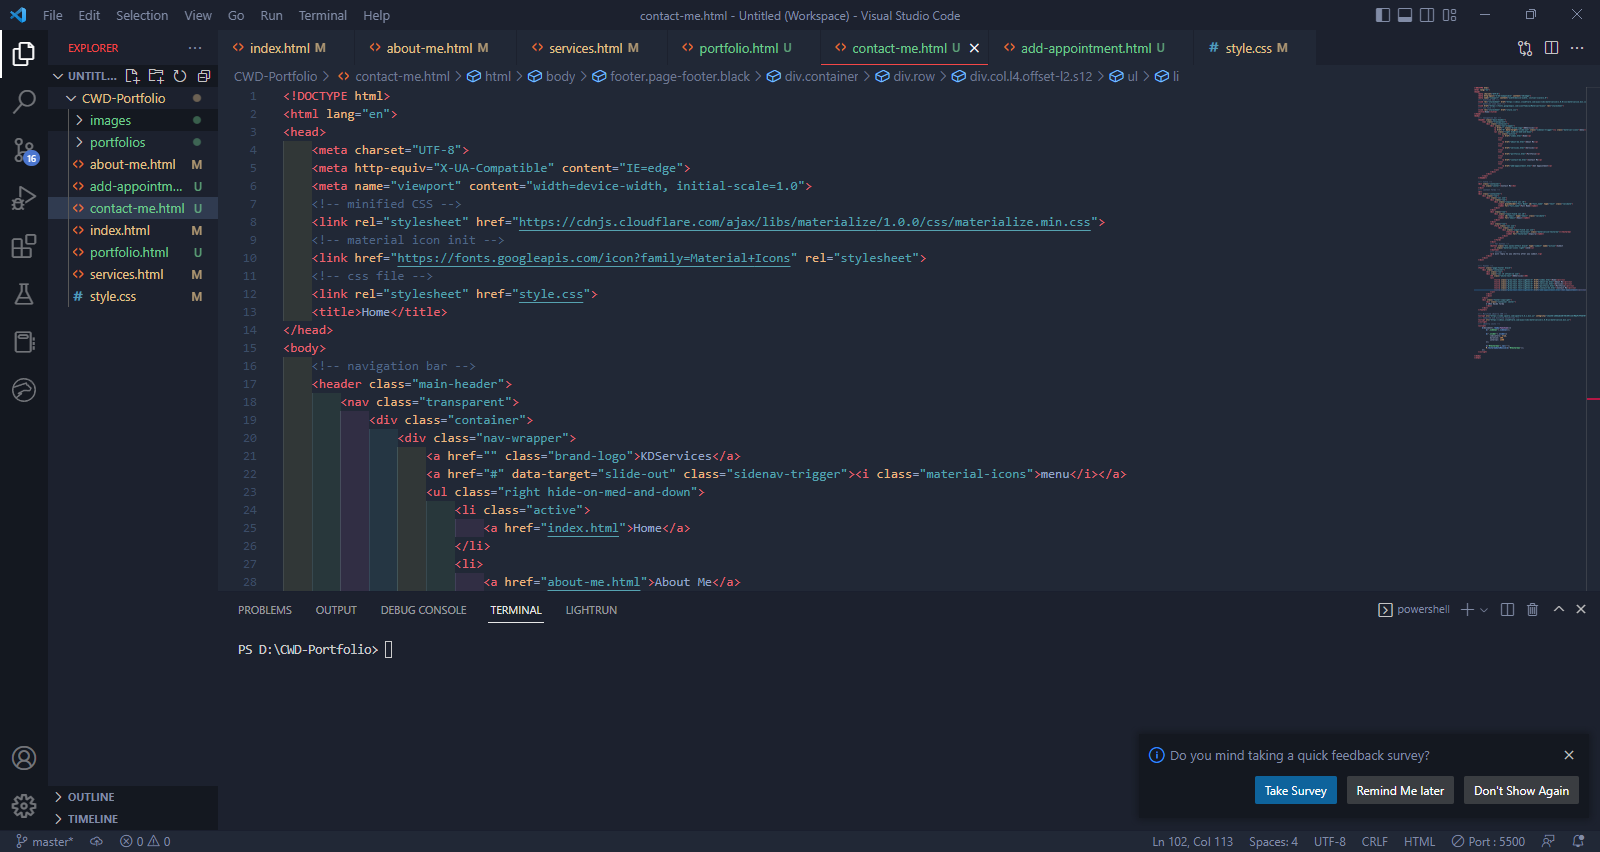 File Edit Selection View Go Run Terminal Help
contact-me.html - Untitled (Workspace) - Visual Studio Code
EXPLORER
index.html M about-me.html M services.html M portfolio.html U contact-me.html U add-appointment.html U style.css M
UNTITL...
CWD-Portfolio > contact-me.html > html > body > footer.page-footer.black > div.container > div.row > div.col.l4.offset-l2.s12 > ul > li
CWD-Portfolio
images
portfolios
about-me.html M
add-appointm... U
contact-me.html U
index.html M
portfolio.html U
services.html M
style.css M
16
1 <!DOCTYPE html>
2 <html lang="en">
3 <head>
4 <meta charset="UTF-8">
5 <meta http-equiv="X-UA-Compatible" content="IE=edge">
6 <meta name="viewport" content="width=device-width, initial-scale=1.0">
7 <!-- minified CSS -->
8 <link rel="stylesheet" href="https://cdnjs.cloudflare.com/ajax/libs/materialize/1.0.0/css/materialize.min.css">
9 <!-- material icon init -->
10 <link href="https://fonts.googleapis.com/icon?family=Material+Icons" rel="stylesheet">
11 <!-- css file -->
12 <link rel="stylesheet" href="style.css">
13 <title>Home</title>
14 </head>
15 <body>
16 <!-- navigation bar -->
17 <header class="main-header">
18 <nav class="transparent">
19 <div class="container">
20 <div class="nav-wrapper">
21 <a href="" class="brand-logo">KDServices</a>
22 <a href="#" data-target="slide-out" class="sidenav-trigger"><i class="material-icons">menu</i></a>
23 <ul class="right hide-on-med-and-down">
24 <li class="active">
25 <a href="index.html">Home</a>
26 </li>
27 <li>
28 <a href="about-me.html">About Me</a>
PROBLEMS OUTPUT DEBUG CONSOLE TERMINAL LIGHTRUN
powershell
PS D:\CWD-Portfolio>
Do you mind taking a quick feedback survey?
Take Survey Remind Me later Don't Show Again
OUTLINE
TIMELINE
master* 0 0 Ln 102, Col 113 Spaces: 4 UTF-8 CRLF HTML Port : 5500